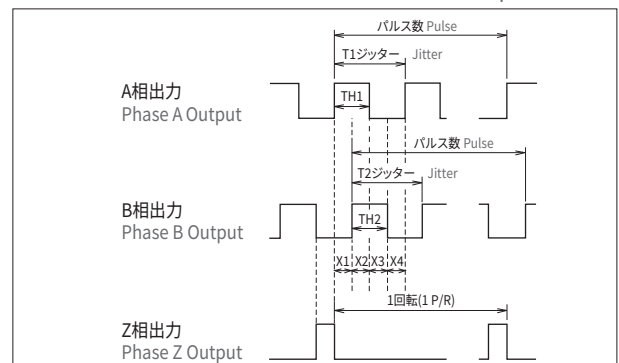 パルス数 Pulse
T1ジッター Jitter
A相出力
Phase A Output
TH1
パルス数 Pulse
T2ジッター Jitter
B相出力
Phase B Output
TH2
X1 X2 X3 X4
1回転(1 P/R)
Z相出力
Phase Z Output